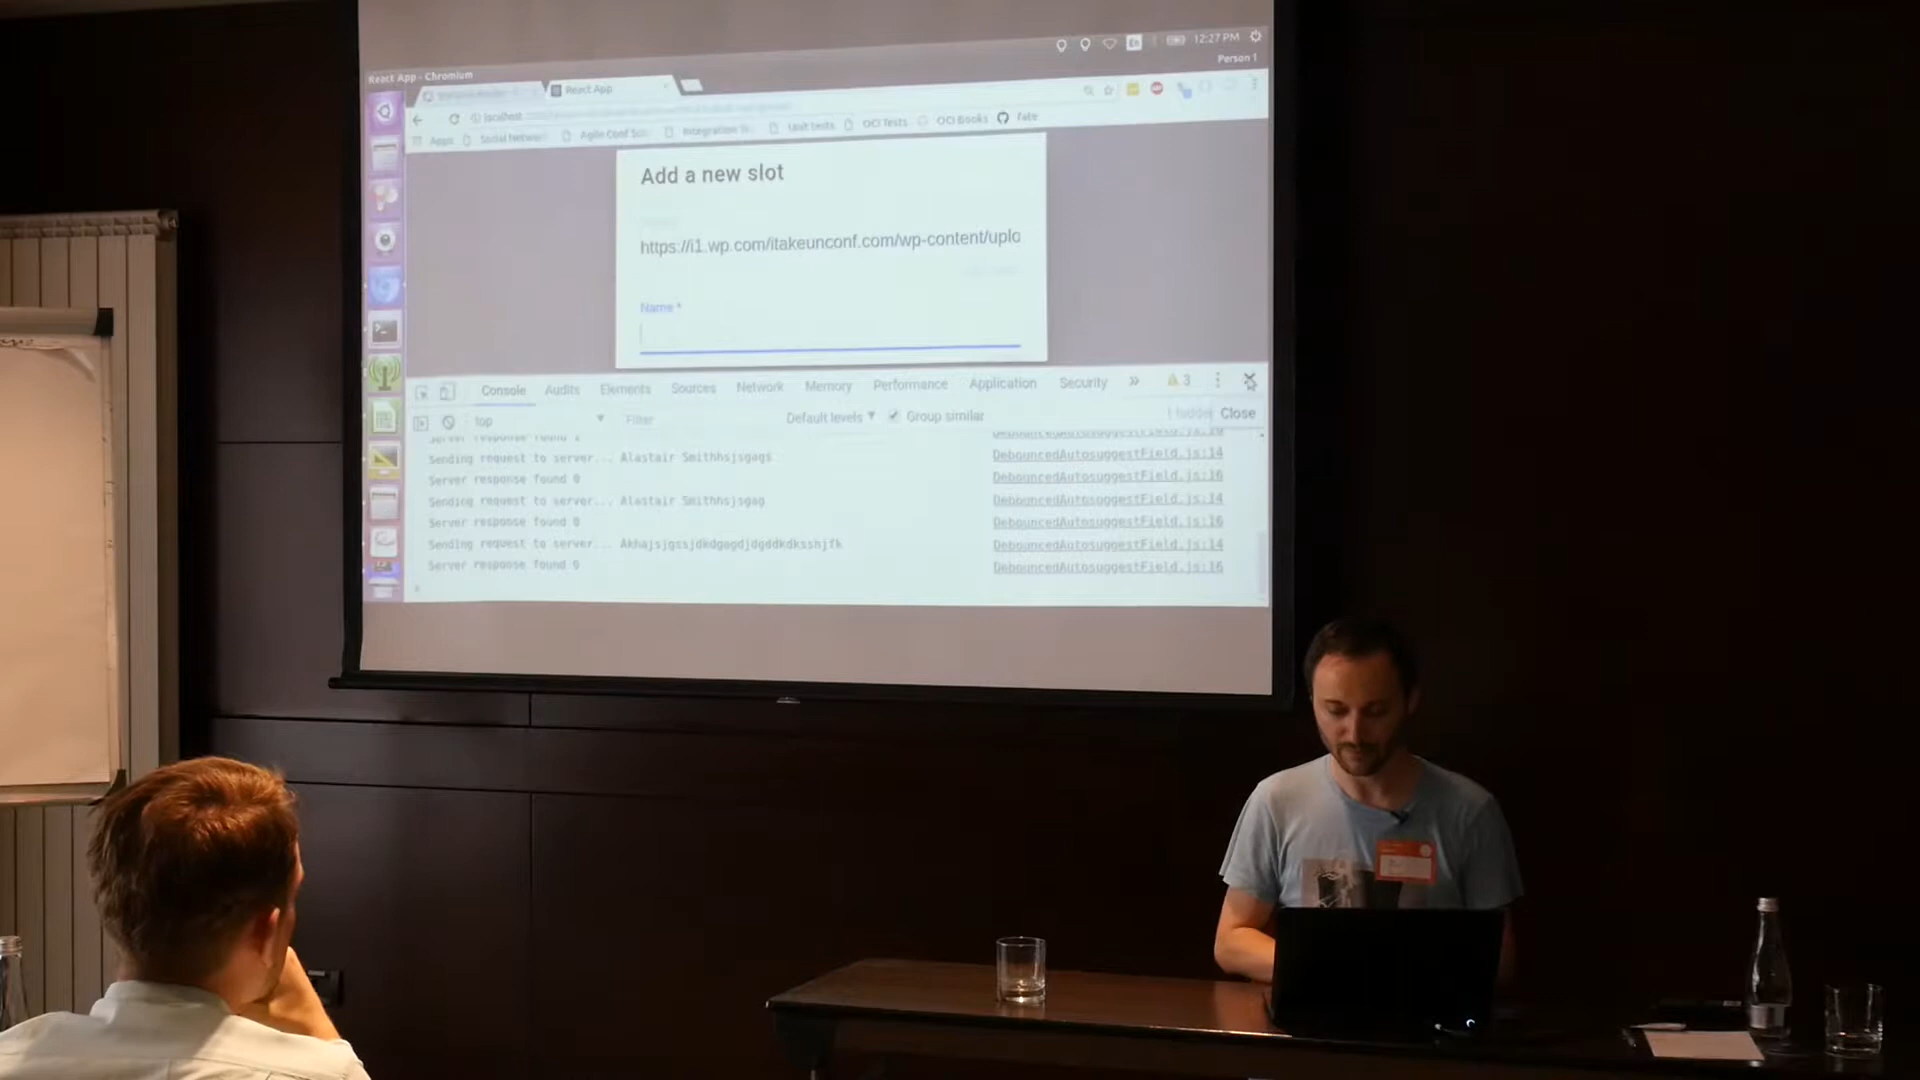 12:27 PM
Person 1
React App - Chromium
React App
localhost
Apps Social Networ Agile Conf Integration Unit tests OCI Tests OCI Books Fate
Add a new slot
https://i1.wp.com/itakeunconf.com/wp-content/uplo
Name *
Console Audits Elements Sources Network Memory Performance Application Security » 3
top Filter Default levels Group similar Close
Sending request to server... Alastair Smithhsjsgags DebouncedAutosuggestField.js:14
Server response found 0 DebouncedAutosuggestField.js:16
Sending request to server... Alastair Smithhsjsgag DebouncedAutosuggestField.js:14
Server response found 0 DebouncedAutosuggestField.js:16
Sending request to server... DebouncedAutosuggestField.js:14
Server response found 0 DebouncedAutosuggestField.js:16